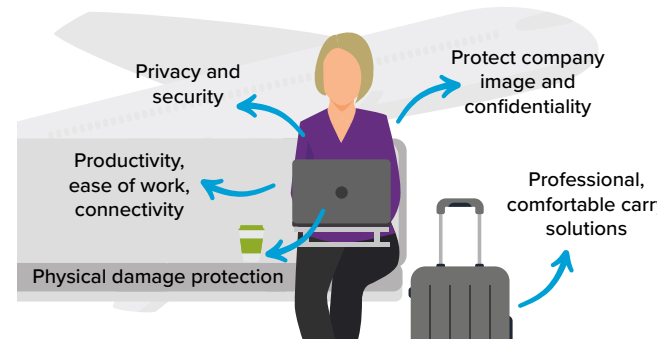 Privacy and
security
Protect company
image and
confidentiality
Productivity,
ease of work,
connectivity
Professional,
comfortable carr
solutions
Physical damage protection